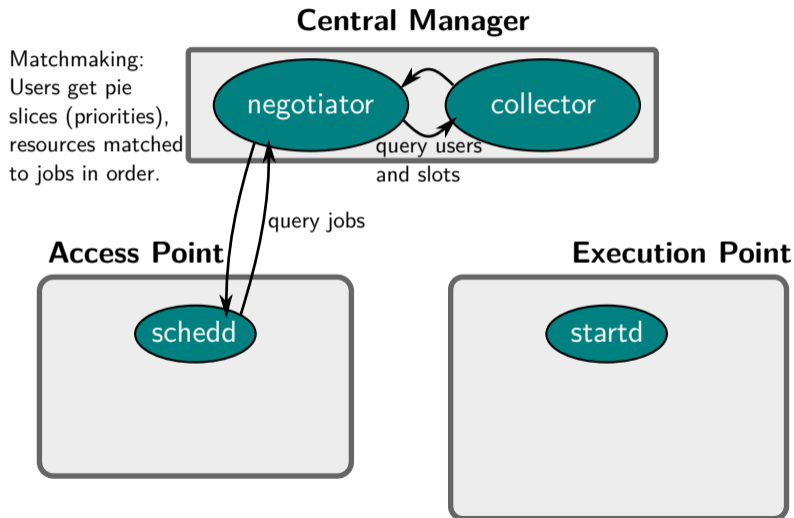 Central Manager
Matchmaking:
Users get pie
slices (priorities),
resources matched
to jobs in order.
negotiator
collector
query users
and slots
query jobs
Access Point
Execution Point
schedd
startd